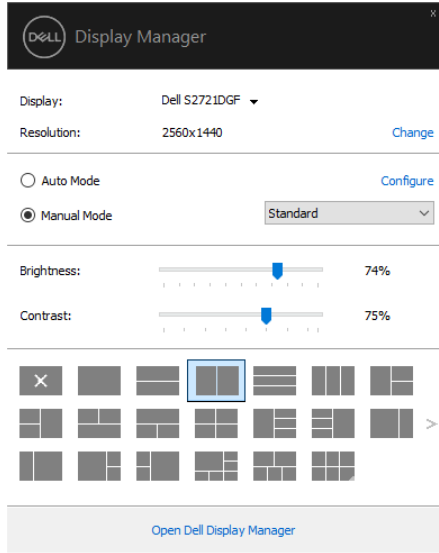 x
DELL Display Manager
Display: Dell S2721DGF
Resolution: 2560x1440 Change
Auto Mode Configure
Manual Mode Standard
Brightness: 74%
Contrast: 75%
Open Dell Display Manager